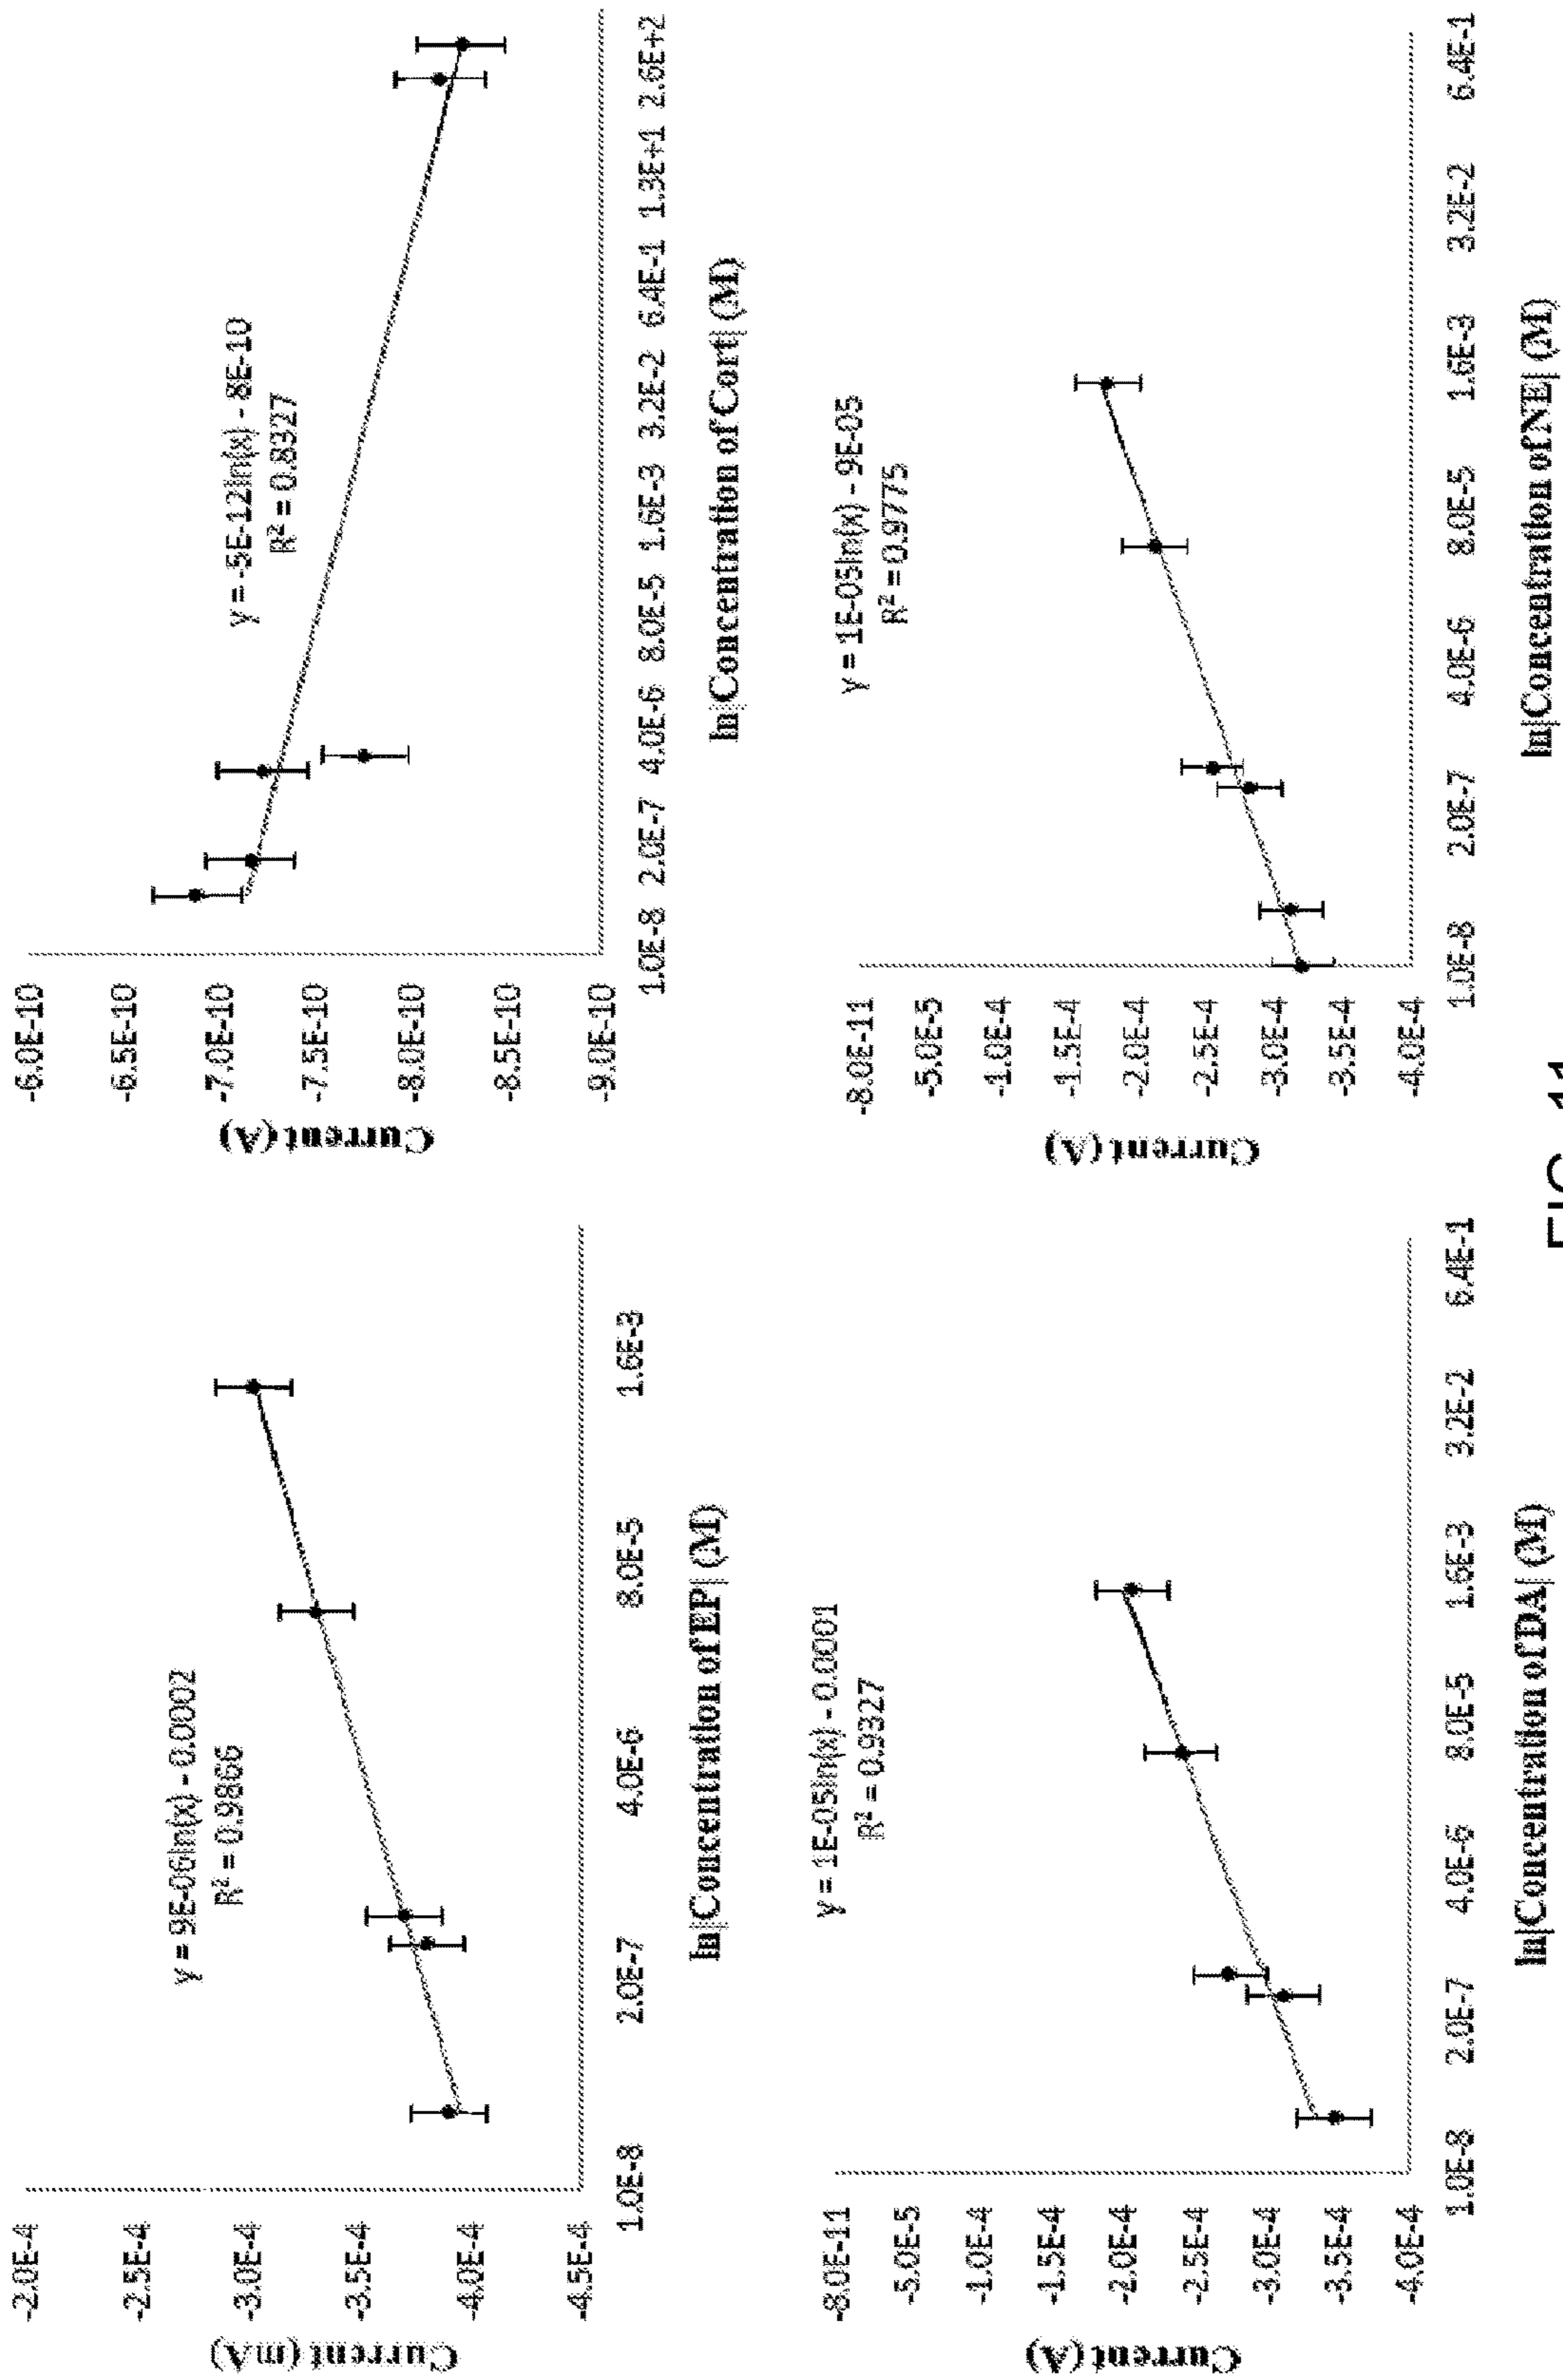 Current (mA)
-2.0E-4
-2.5E-4
-3.0E-4
-3.5E-4
-4.0E-4
-4.5E-4
y = 9E-06ln(x) - 0.0002
R² = 0.9866
1.0E-8 2.0E-7 4.0E-6 8.0E-5 1.6E-3
ln|Concentration of EP| (M)
Current (A)
-6.0E-10
-6.5E-10
-7.0E-10
-7.5E-10
-8.0E-10
-8.5E-10
-9.0E-10
y = -5E-12ln(x) - 8E-10
R² = 0.8327
1.0E-8 2.0E-7 4.0E-6 8.0E-5 1.6E-3 3.2E-2 6.4E-1 1.3E+1 2.6E+2
ln|Concentration of Cort| (M)
Current (A)
-8.0E-11
-5.0E-5
-1.0E-4
-1.5E-4
-2.0E-4
-2.5E-4
-3.0E-4
-3.5E-4
-4.0E-4
y = 1E-05ln(x) - 0.0001
R² = 0.9327
1.0E-8 2.0E-7 4.0E-6 8.0E-5 1.6E-3 3.2E-2 6.4E-1
ln|Concentration of DA| (M)
Current (A)
-8.0E-11
-5.0E-5
-1.0E-4
-1.5E-4
-2.0E-4
-2.5E-4
-3.0E-4
-3.5E-4
-4.0E-4
y = 1E-05ln(x) - 9E-05
R² = 0.9775
1.0E-8 2.0E-7 4.0E-6 8.0E-5 1.6E-3 3.2E-2 6.4E-1
ln|Concentration of NE| (M)
FIG. 11